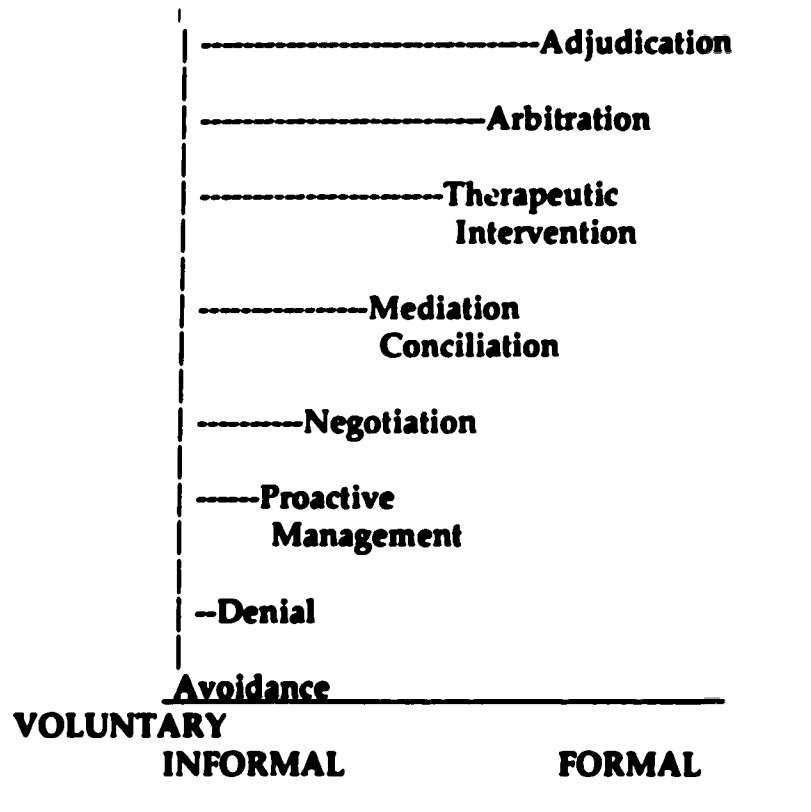 Adjudication
Arbitration
Therapeutic
Intervention
Mediation
Conciliation
Negotiation
Proactive
Management
Denial
Avoidance
VOLUNTARY
INFORMAL FORMAL